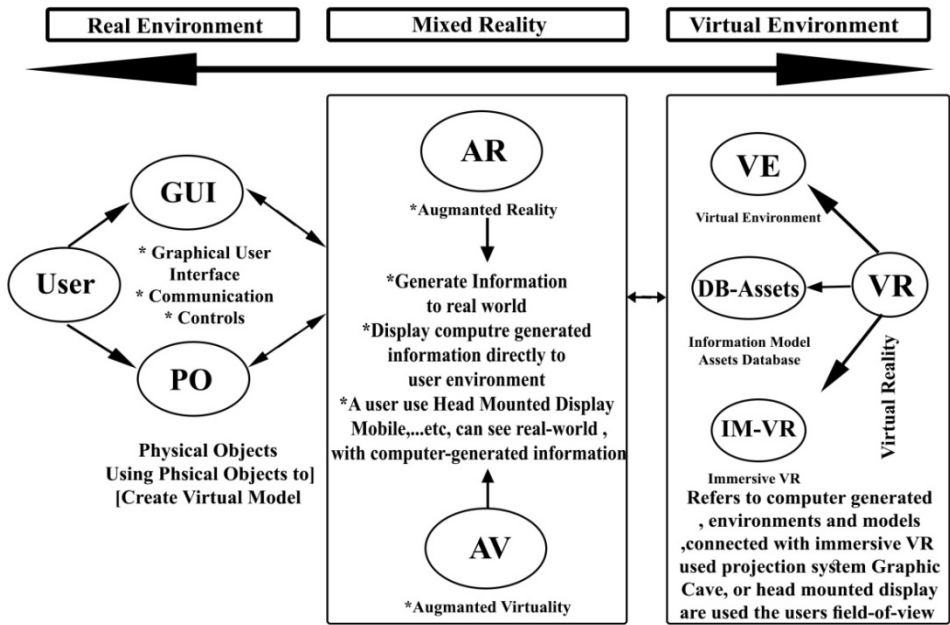 Real Environment
Mixed Reality
Virtual Environment
GUI
* Graphical User
Interface
* Communication
* Controls
User
PO
Physical Objects
Using Phsical Objects to]
[Create Virtual Model
AR
*Augmanted Reality
*Generate Information
to real world
*Display computre generated
information directly to
user environment
*A user use Head Mounted Display
Mobile,...etc, can see real-world ,
with computer-generated information
AV
*Augmanted Virtuality
VE
Virtual Environment
DB-Assets
Information Model
Assets Database
VR
Virtual Reality
IM-VR
Immersive VR
Refers to computer generated
, environments and models
,connected with immersive VR
used projection system Graphic
Cave, or head mounted display
are used the users field-of-view